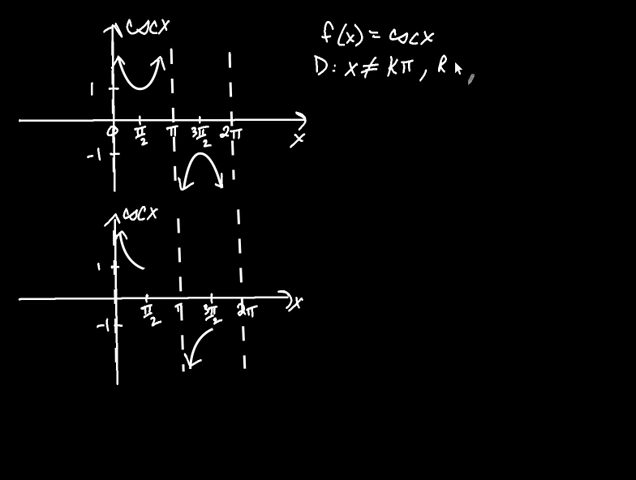 cscx
1
0 π/2 π 3π/2 2π
x
-1
cscx
1
π/2 π 3π/2 2π
x
-1
f(x) = cscx
D: x ≠ kπ, R